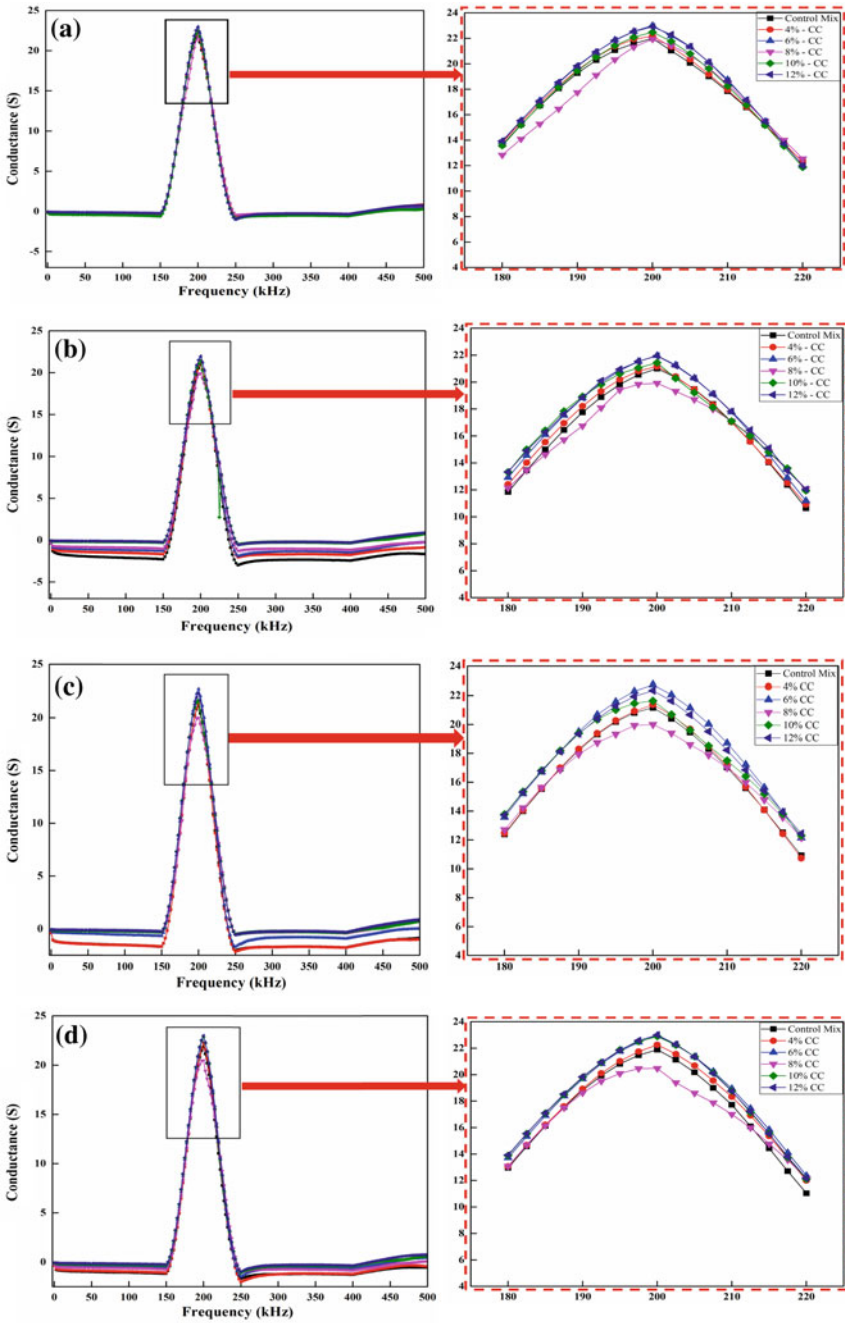 (a)
Conductance (S)
25
20
15
10
5
0
-5
0 50 100 150 200 250 300 350 400 450 500
Frequency (kHz)
24
22
20
18
16
14
12
10
8
6
4
180 190 200 210 220
Control Mix
4% - CC
6% - CC
8% - CC
10% - CC
12% - CC
(b)
Conductance (S)
25
20
15
10
5
0
-5
0 50 100 150 200 250 300 350 400 450 500
Frequency (kHz)
24
22
20
18
16
14
12
10
8
6
4
180 190 200 210 220
Control Mix
4% - CC
6% - CC
8% - CC
10% - CC
12% - CC
(c)
Conductance (S)
25
20
15
10
5
0
0 50 100 150 200 250 300 350 400 450 500
Frequency (kHz)
24
22
20
18
16
14
12
10
8
6
4
180 190 200 210 220
Control Mix
4% CC
6% CC
8% CC
10% CC
12% CC
(d)
Conductance (S)
25
20
15
10
5
0
0 50 100 150 200 250 300 350 400 450 500
Frequency (kHz)
24
22
20
18
16
14
12
10
8
6
4
180 190 200 210 220
Control Mix
4% CC
6% CC
8% CC
10% CC
12% CC